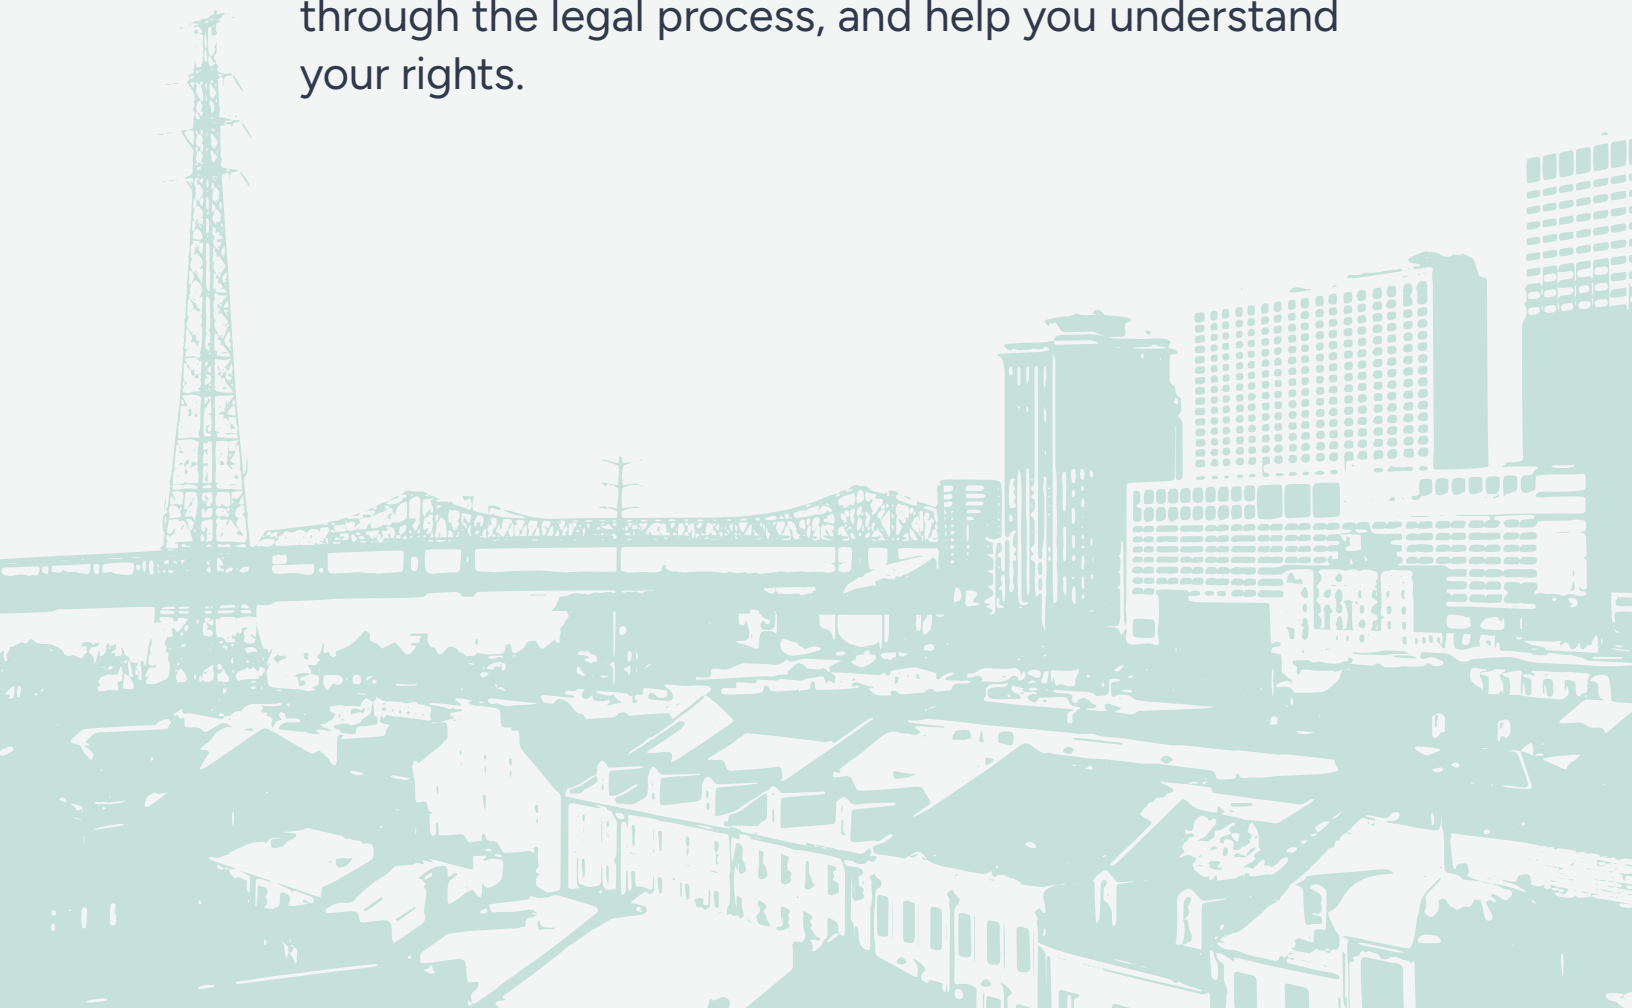 through the legal process, and help you understand
your rights.